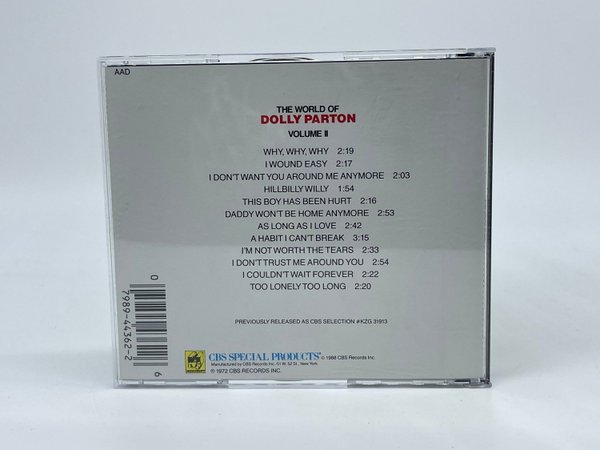 AAD
THE WORLD OF
DOLLY PARTON
VOLUME II
WHY, WHY, WHY 2:19
I WOUND EASY 2:17
I DON'T WANT YOU AROUND ME ANYMORE 2:03
HILLBILLY WILLY 1:54
THIS BOY HAS BEEN HURT 2:16
DADDY WON'T BE HOME ANYMORE 2:53
AS LONG AS I LOVE 2:42
A HABIT I CAN'T BREAK 3:15
I'M NOT WORTH THE TEARS 2:33
I DON'T TRUST ME AROUND YOU 2:54
I COULDN'T WAIT FOREVER 2:22
TOO LONELY TOO LONG 2:20
0 7989-44362-2 6
PREVIOUSLY RELEASED AS CBS SELECTION #KZG 31913
CBS SPECIAL PRODUCTS © 1988 CBS Records Inc.
Manufactured by CBS Records Inc. /51 W. 52 St., New York.
℗ 1972 CBS RECORDS INC.